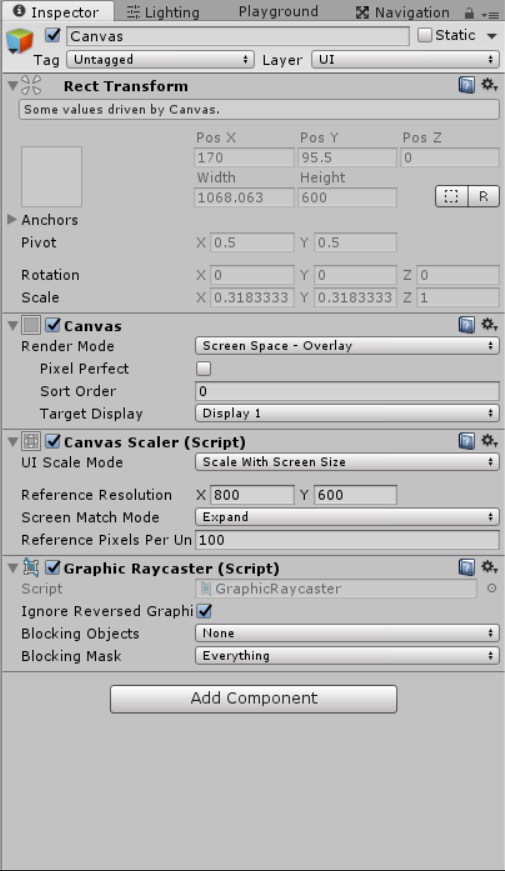 Inspector Lighting Playground Navigation
Canvas Static
Tag Untagged Layer UI
Rect Transform
Some values driven by Canvas.
Pos X Pos Y Pos Z
170 95.5 0
Width Height
1068.063 600
R
Anchors
Pivot X 0.5 Y 0.5
Rotation X 0 Y 0 Z 0
Scale X 0.3183333 Y 0.3183333 Z 1
Canvas
Render Mode Screen Space - Overlay
Pixel Perfect
Sort Order 0
Target Display Display 1
Canvas Scaler (Script)
UI Scale Mode Scale With Screen Size
Reference Resolution X 800 Y 600
Screen Match Mode Expand
Reference Pixels Per Un 100
Graphic Raycaster (Script)
Script GraphicRaycaster
Ignore Reversed Graphi
Blocking Objects None
Blocking Mask Everything
Add Component